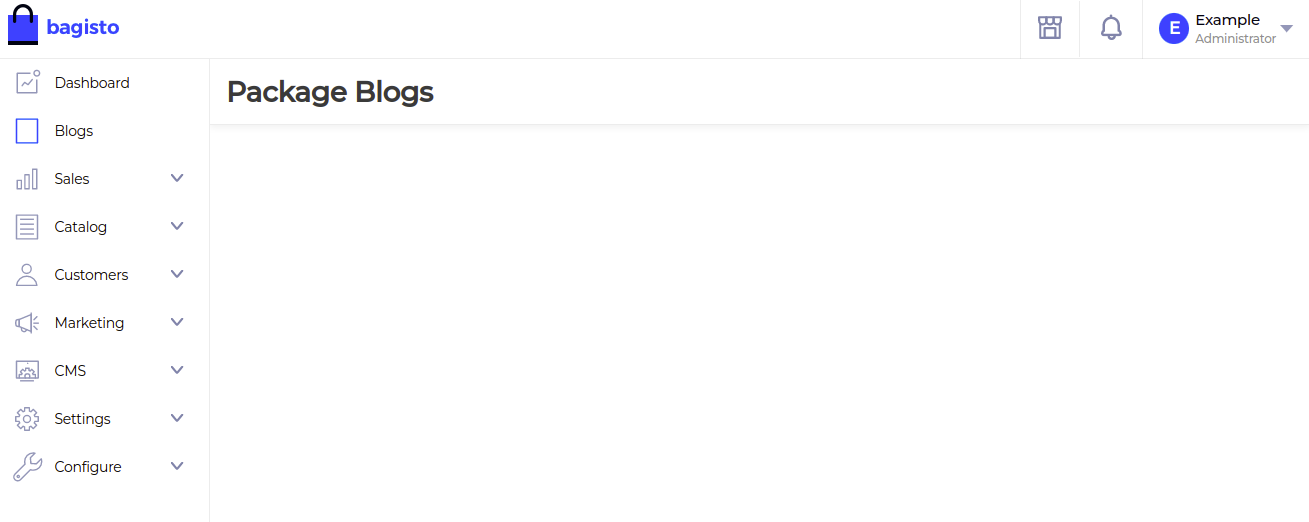 bagisto
E
Example
Administrator
Dashboard
Blogs
Sales
Catalog
Customers
Marketing
CMS
Settings
Configure
Package Blogs